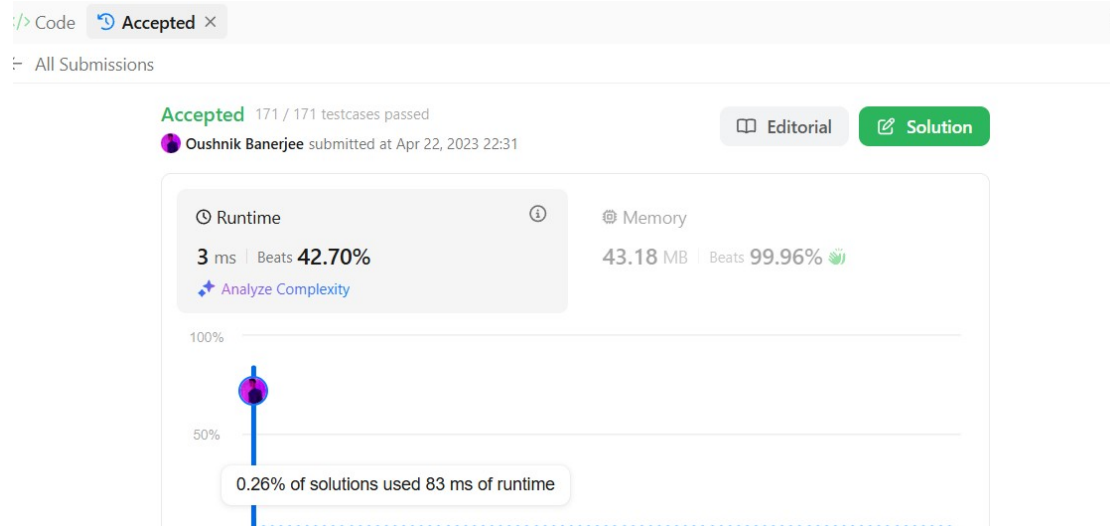 </> Code Accepted ×
← All Submissions
Accepted 171 / 171 testcases passed
Editorial
Solution
Oushnik Banerjee submitted at Apr 22, 2023 22:31
Runtime
3 ms | Beats 42.70%
Analyze Complexity
Memory
43.18 MB | Beats 99.96%
100%
50%
0.26% of solutions used 83 ms of runtime